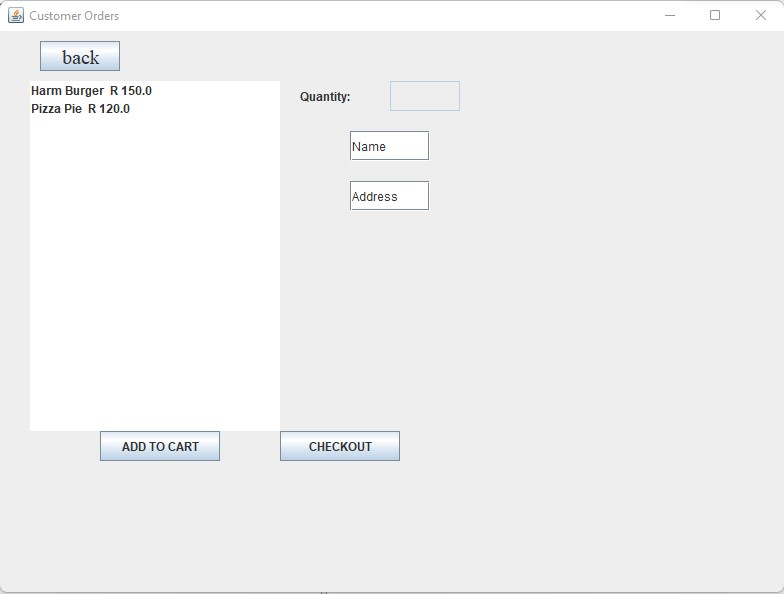 Customer Orders
back
Harm Burger  R 150.0
Pizza Pie  R 120.0
Quantity:
Name
Address
ADD TO CART
CHECKOUT